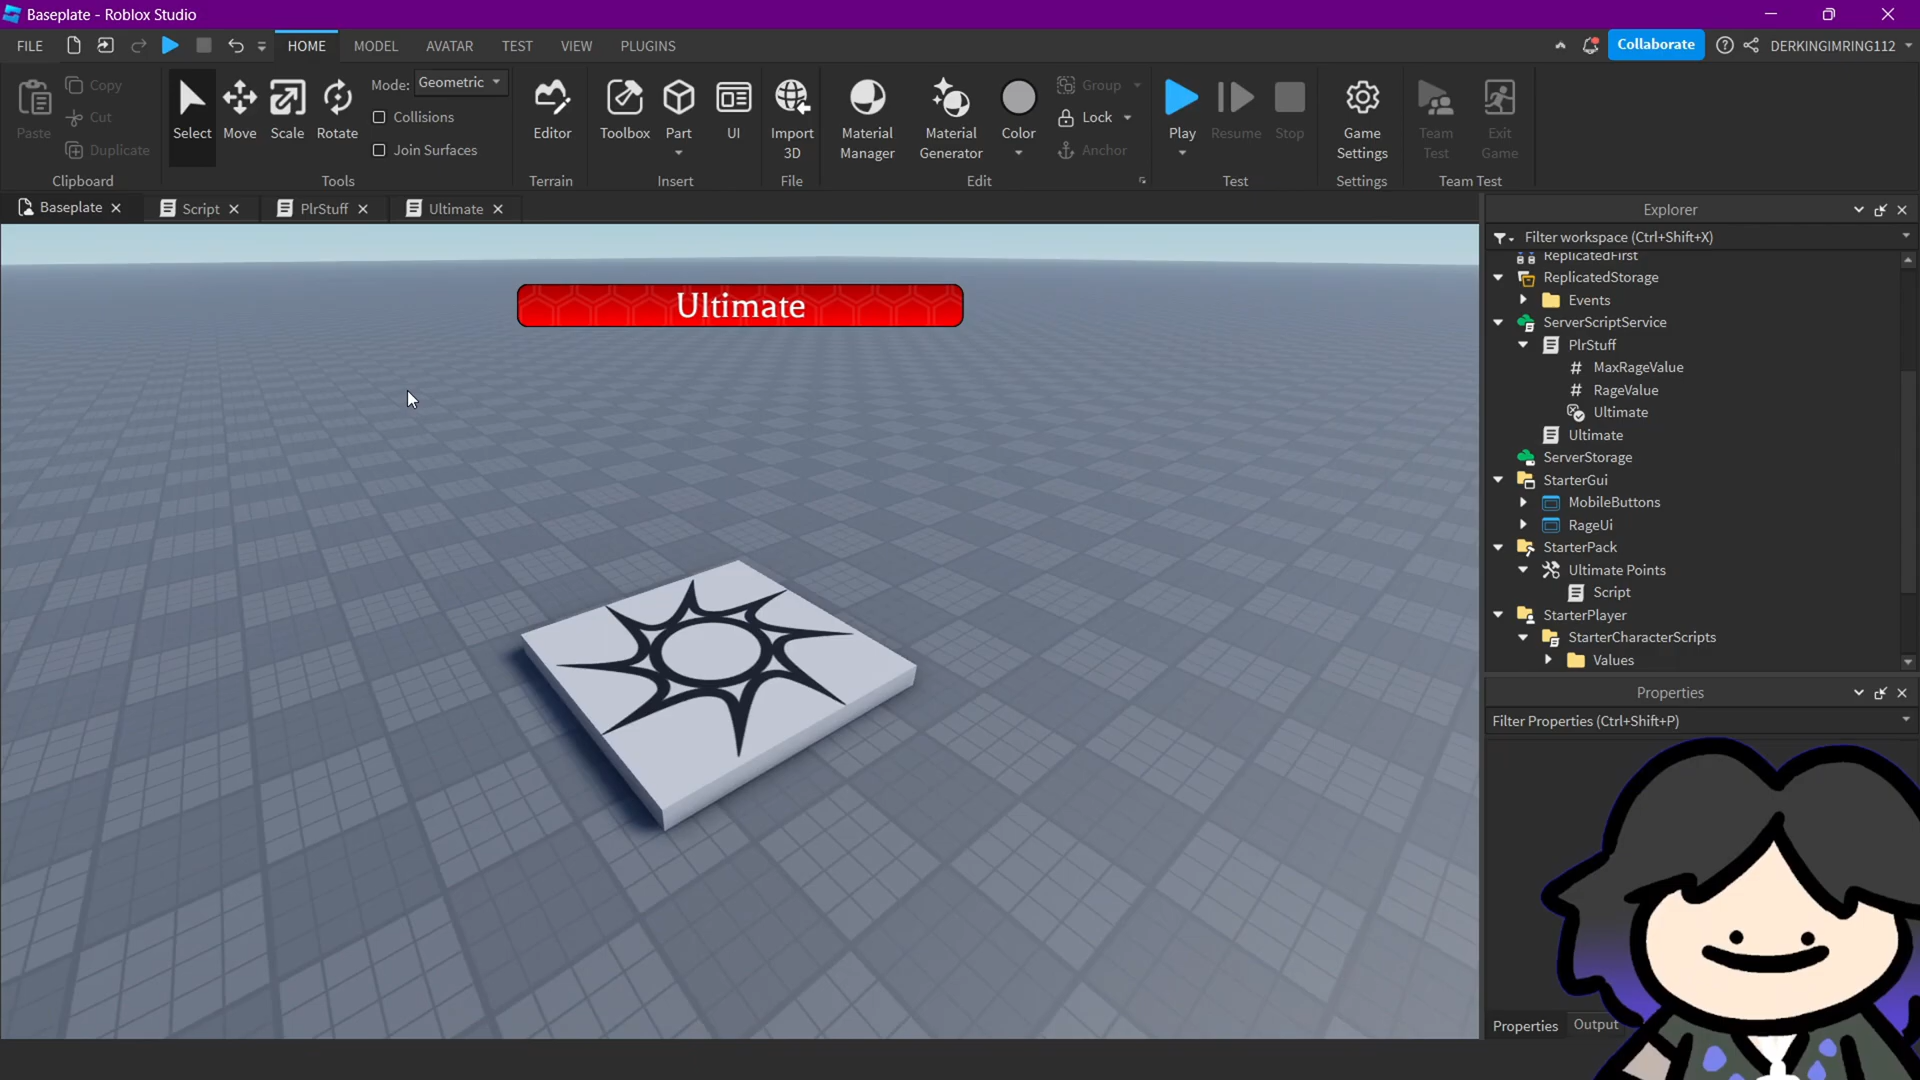 Baseplate - Roblox Studio
FILE HOME MODEL AVATAR TEST VIEW PLUGINS Collaborate DERKINGIMRING112
Paste Copy Cut Duplicate
Clipboard
Select Move Scale Rotate Mode: Geometric
Collisions
Join Surfaces
Tools
Editor
Terrain
Toolbox Part UI
Insert
Import 3D
File
Material Manager Material Generator Color
Group
Lock
Anchor
Edit
Play Resume Stop
Test
Game Settings
Settings
Team Test Exit Game
Team Test
Baseplate Script PlrStuff Ultimate
Ultimate
Explorer
Filter workspace (Ctrl+Shift+X)
ReplicatedFirst
ReplicatedStorage
Events
ServerScriptService
PlrStuff
# MaxRageValue
# RageValue
Ultimate
Ultimate
ServerStorage
StarterGui
MobileButtons
RageUi
StarterPack
Ultimate Points
Script
StarterPlayer
StarterCharacterScripts
Values
Properties
Filter Properties (Ctrl+Shift+P)
Properties Output